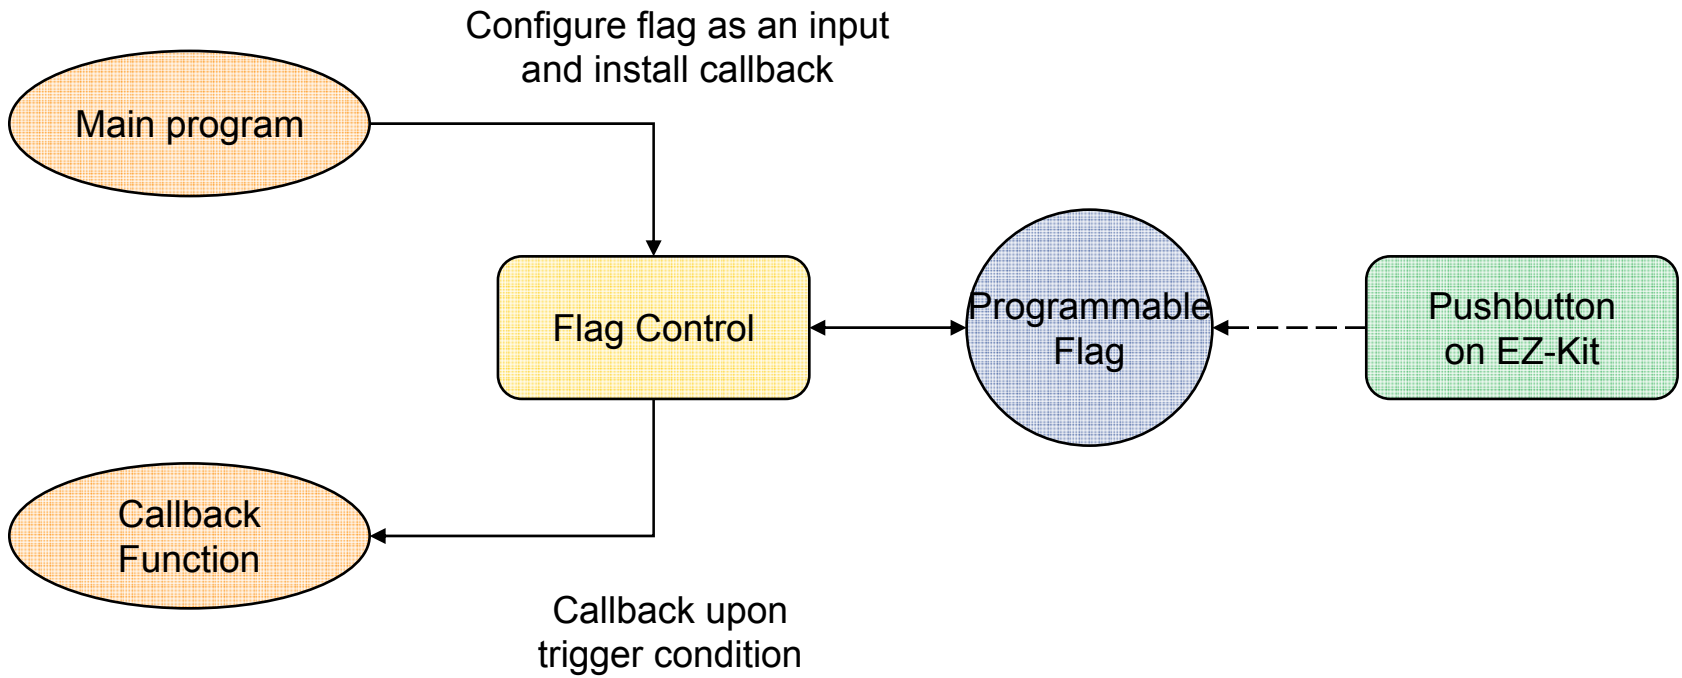 Configure flag as an input
and install callback
Main program
Flag Control
Programmable
Flag
Pushbutton
on EZ-Kit
Callback
Function
Callback upon
trigger condition